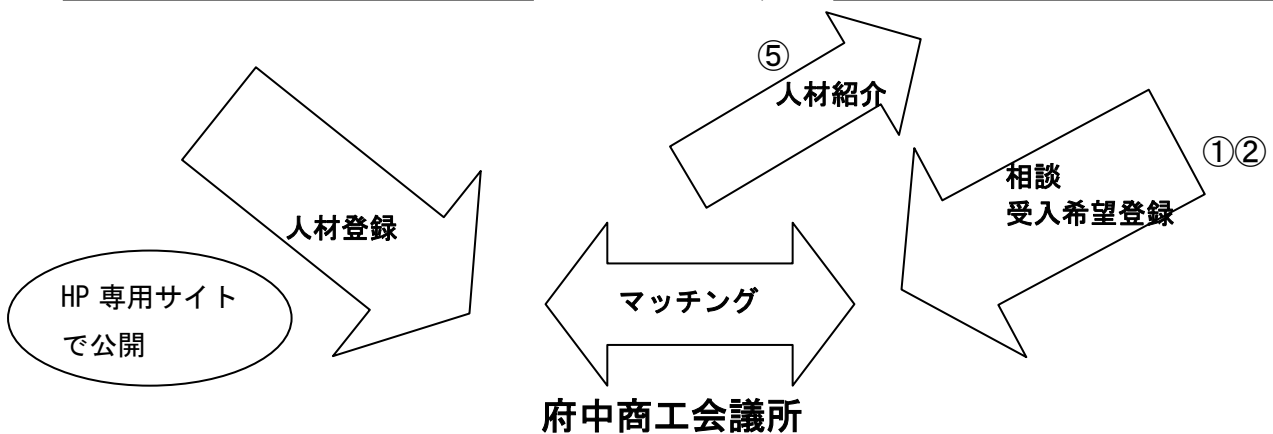 ⑤
人材紹介
①②
相談
受入希望登録
人材登録
HP 専用サイト
で公開
マッチング
府中商工会議所